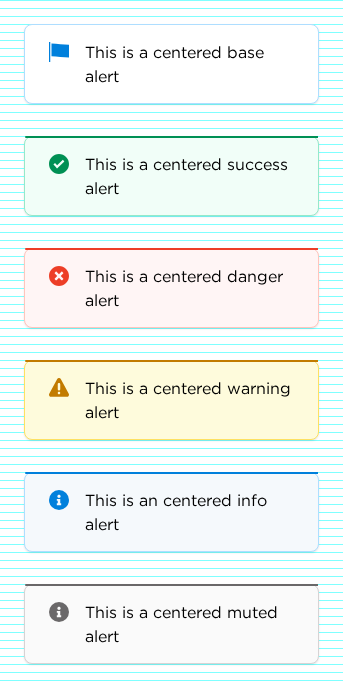 This is a centered base
alert
This is a centered success
alert
This is a centered danger
alert
This is a centered warning
alert
This is an centered info
alert
This is a centered muted
alert